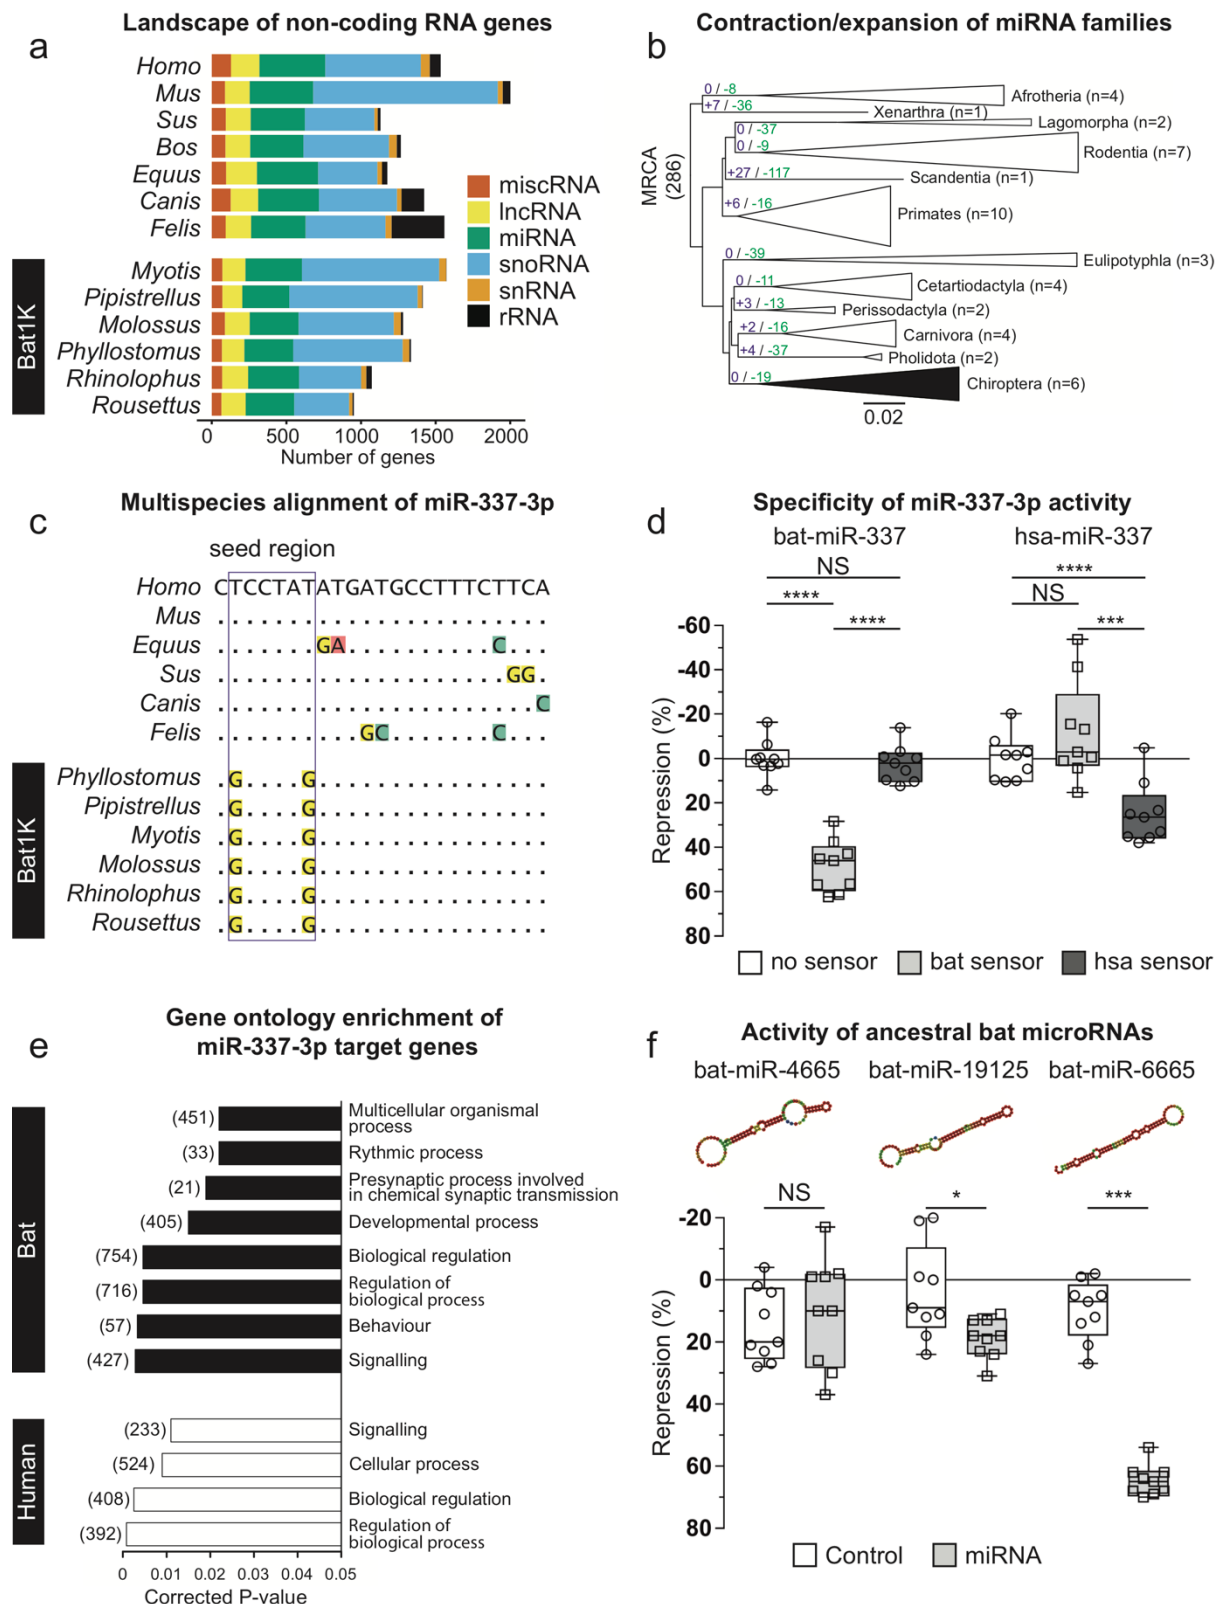 a
Landscape of non-coding RNA genes
Homo
Mus
Sus
Bos
Equus
Canis
Felis
Bat1K
Myotis
Pipistrellus
Molossus
Phyllostomus
Rhinolophus
Rousettus
miscRNA
lncRNA
miRNA
snoRNA
snRNA
rRNA
0 500 1000 1500 2000
Number of genes
b
Contraction/expansion of miRNA families
MRCA
(286)
0 / -8
Afrotheria (n=4)
+7 / -36
Xenarthra (n=1)
0 / -37
Lagomorpha (n=2)
0 / -9
Rodentia (n=7)
+27 / -117
Scandentia (n=1)
+6 / -16
Primates (n=10)
0 / -39
Eulipotyphla (n=3)
0 / -11
Cetartiodactyla (n=4)
+3 / -13
Perissodactyla (n=2)
+2 / -16
Carnivora (n=4)
+4 / -37
Pholidota (n=2)
0 / -19
Chiroptera (n=6)
0.02
c
Multispecies alignment of miR-337-3p
seed region
Homo CTCCTATATGATGCCTTTCTTCA
Mus . . . . . . . . . . . . . . . . . . . . . . .
Equus . . . . . . . G A . . . . . . . . . . C . . .
Sus . . . . . . . . . . . . . . . . . . . . G G .
Canis . . . . . . . . . . . . . . . . . . . . . . C
Felis . . . . . . . . . . G C . . . . . . . C . . .
Bat1K
Phyllostomus . G . . . . G . . . . . . . . . . . . . . . .
Pipistrellus . G . . . . G . . . . . . . . . . . . . . . .
Myotis . G . . . . G . . . . . . . . . . . . . . . .
Molossus . G . . . . G . . . . . . . . . . . . . . . .
Rhinolophus . G . . . . G . . . . . . . . . . . . . . . .
Rousettus . G . . . . G . . . . . . . . . . . . . . . .
d
Specificity of miR-337-3p activity
bat-miR-337 hsa-miR-337
NS
****
****
****
NS
***
Repression (%)
-60
-40
-20
0
20
40
60
80
no sensor bat sensor hsa sensor
e
Gene ontology enrichment of
miR-337-3p target genes
Bat
(451) Multicellular organismal
process
(33) Rythmic process
(21) Presynaptic process involved
in chemical synaptic transmission
(405) Developmental process
(754) Biological regulation
(716) Regulation of
biological process
(57) Behaviour
(427) Signalling
Human
(233) Signalling
(524) Cellular process
(408) Biological regulation
(392) Regulation of
biological process
0 0.01 0.02 0.03 0.04 0.05
Corrected P-value
f
Activity of ancestral bat microRNAs
bat-miR-4665 bat-miR-19125 bat-miR-6665
NS * ***
Repression (%)
-20
0
20
40
60
80
Control miRNA